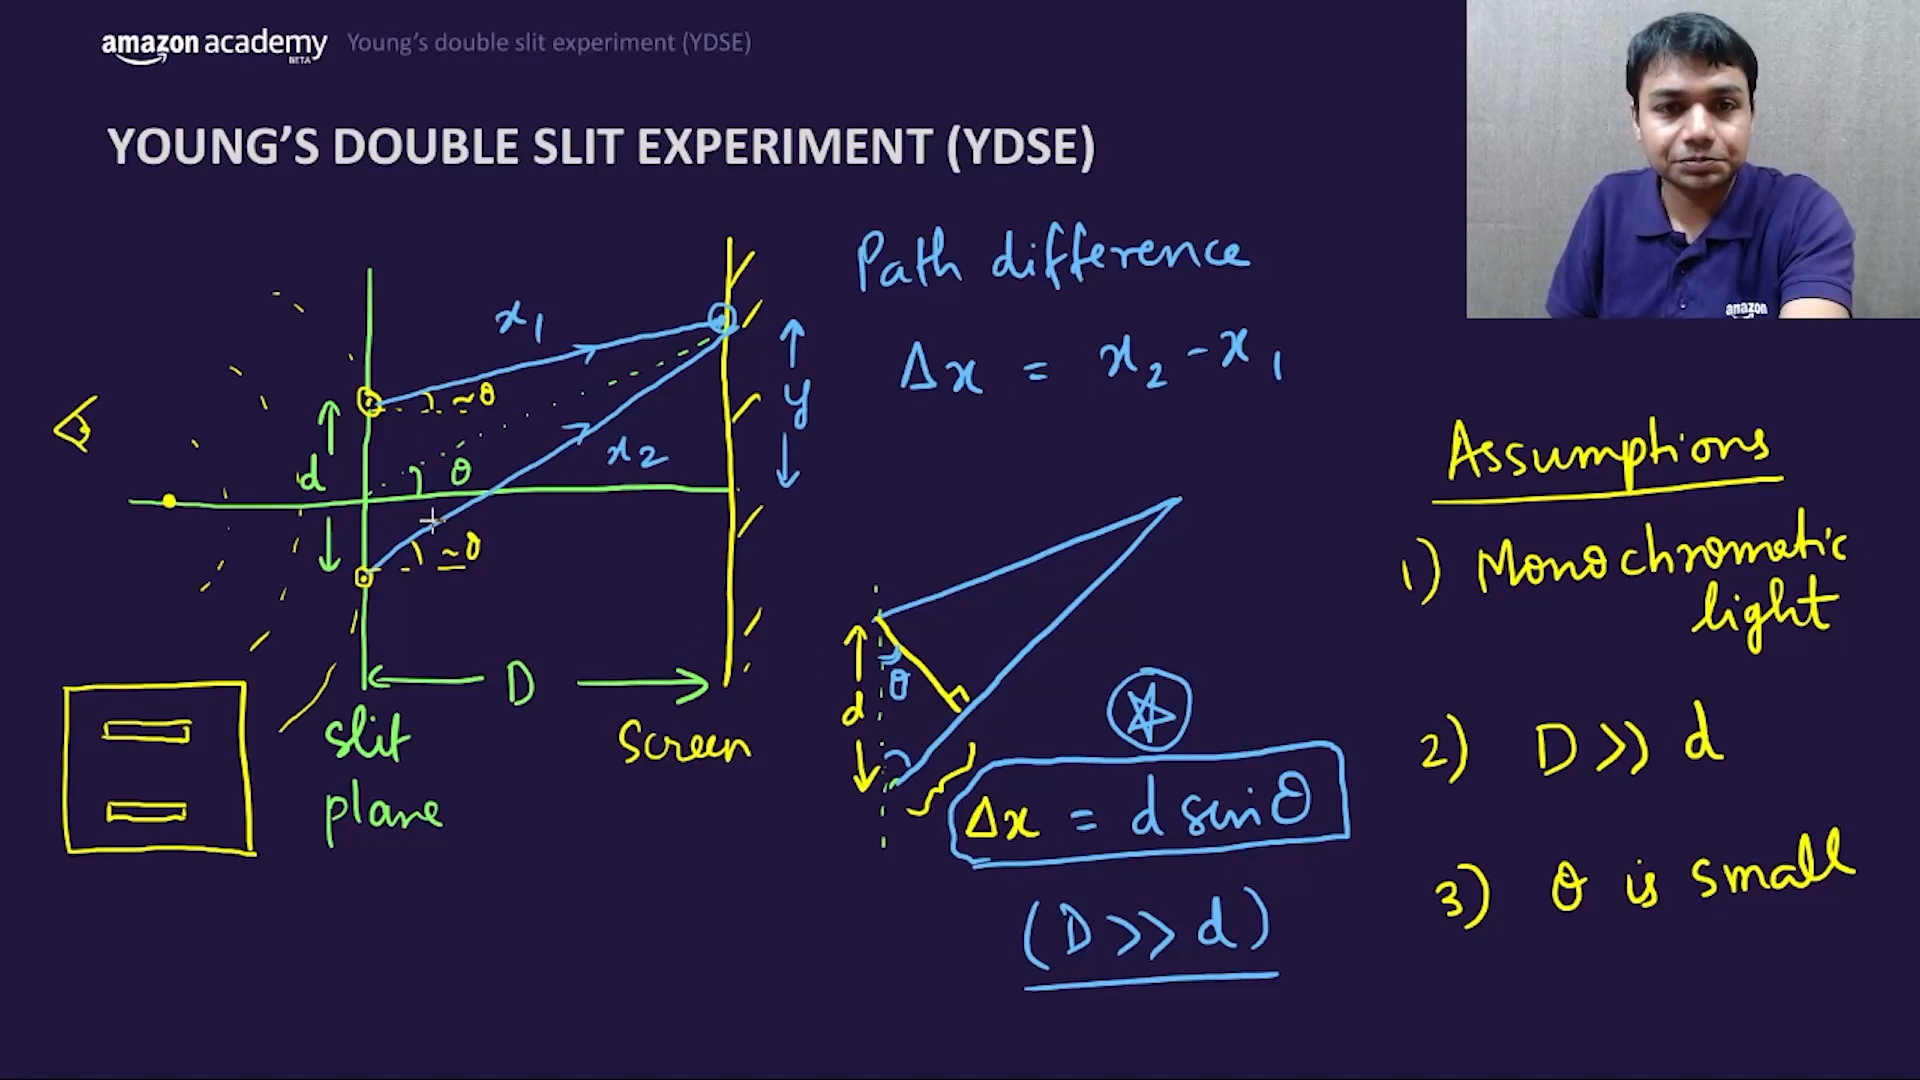 amazon academy
BETA
Young's double slit experiment (YDSE)
YOUNG'S DOUBLE SLIT EXPERIMENT (YDSE)
amazon
Path difference
Δx = x₂ - x₁
x₁
~θ
y
x₂
d
θ
~θ
D
slit
plane
Screen
θ
d
Δx = d sinθ
(D >> d)
Assumptions
1) Monochromatic
light
2) D >> d
3) θ is small